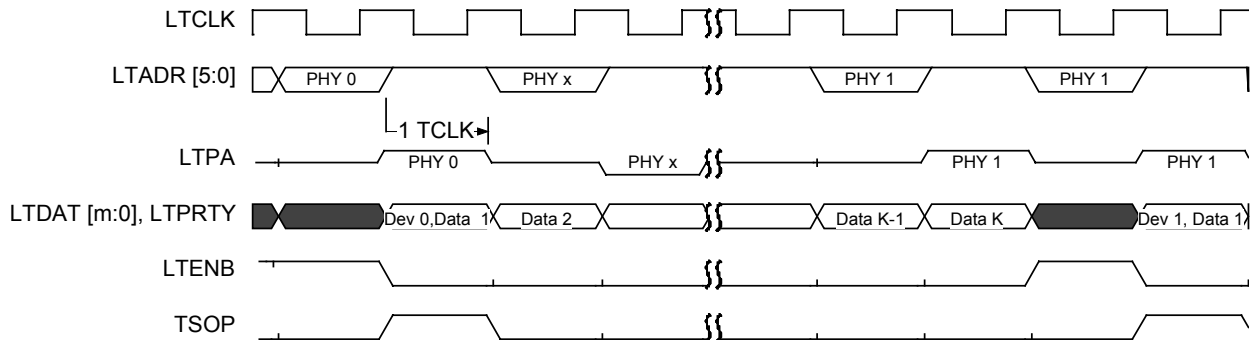 LTCLK
LTADR [5:0] PHY 0 PHY x PHY 1 PHY 1
1 TCLK
LTPA PHY 0 PHY x PHY 1 PHY 1
LTDAT [m:0], LTPRTY Dev 0,Data 1 Data 2 Data K-1 Data K Dev 1, Data 1
LTENB
TSOP